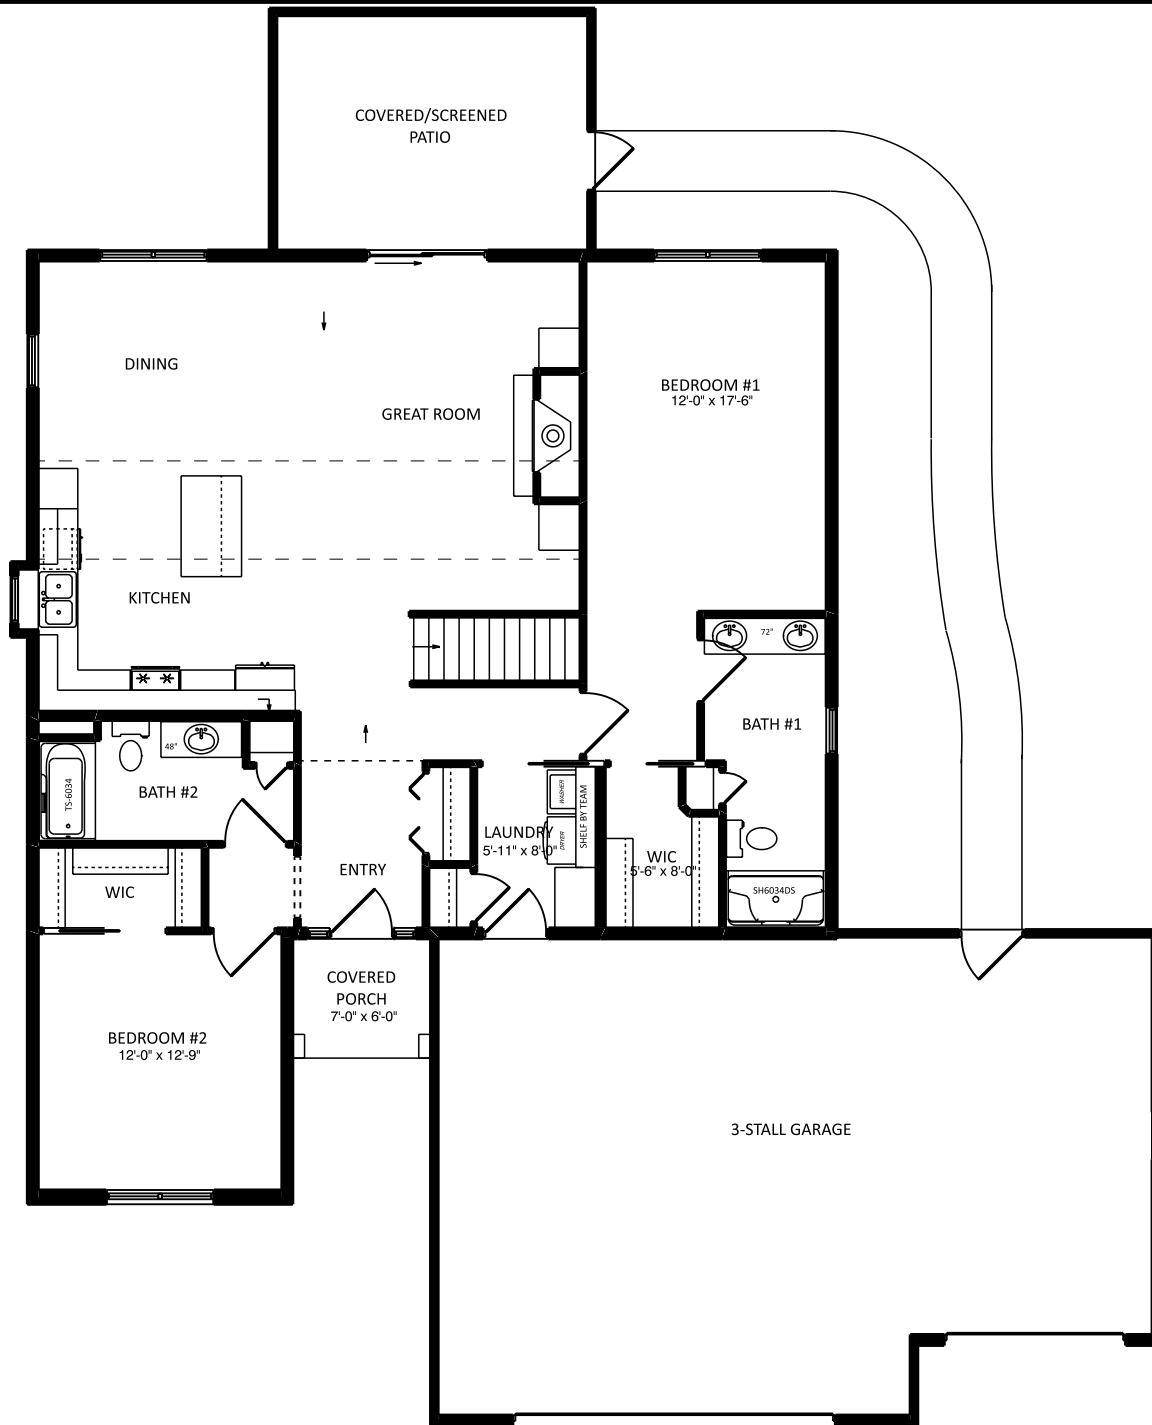 COVERED/SCREENED
PATIO
DINING
GREAT ROOM
BEDROOM #1
12'-0" x 17'-6"
KITCHEN
72"
BATH #1
48"
TS-6034
BATH #2
WASHER
DRYER
SHELF BY TEAM
LAUNDRY
5'-11" x 8'-0"
WIC
5'-6" x 8'-0"
ENTRY
WIC
SH6034DS
COVERED
PORCH
7'-0" x 6'-0"
BEDROOM #2
12'-0" x 12'-9"
3-STALL GARAGE